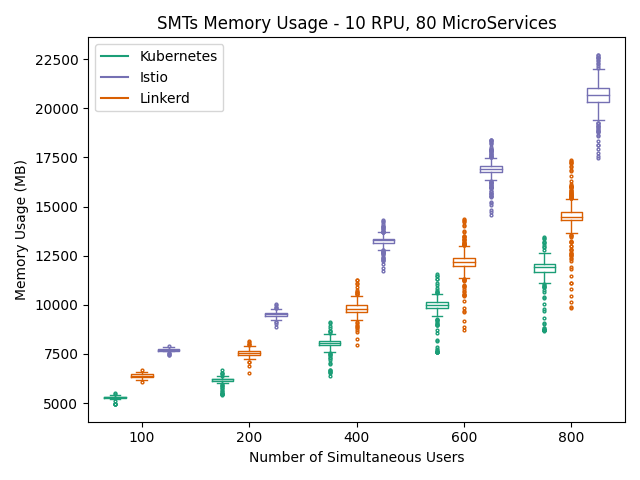 SMTs Memory Usage - 10 RPU, 80 MicroServices
Kubernetes
Istio
Linkerd
Memory Usage (MB)
22500
20000
17500
15000
12500
10000
7500
5000
100 200 400 600 800
Number of Simultaneous Users